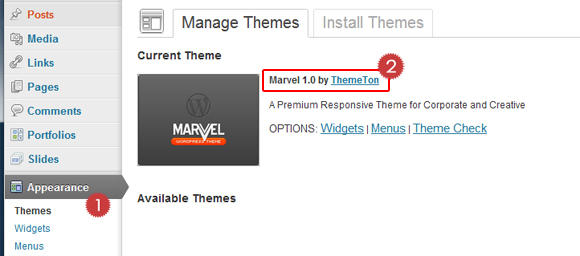 Posts
Media
Links
Pages
Comments
Portfolios
Slides
Appearance
1
Themes
Widgets
Menus
Manage Themes
Install Themes
Current Theme
2
MARVEL
WORDPRESS THEME
Marvel 1.0 by ThemeTon
A Premium Responsive Theme for Corporate and Creative
OPTIONS: Widgets | Menus | Theme Check
Available Themes